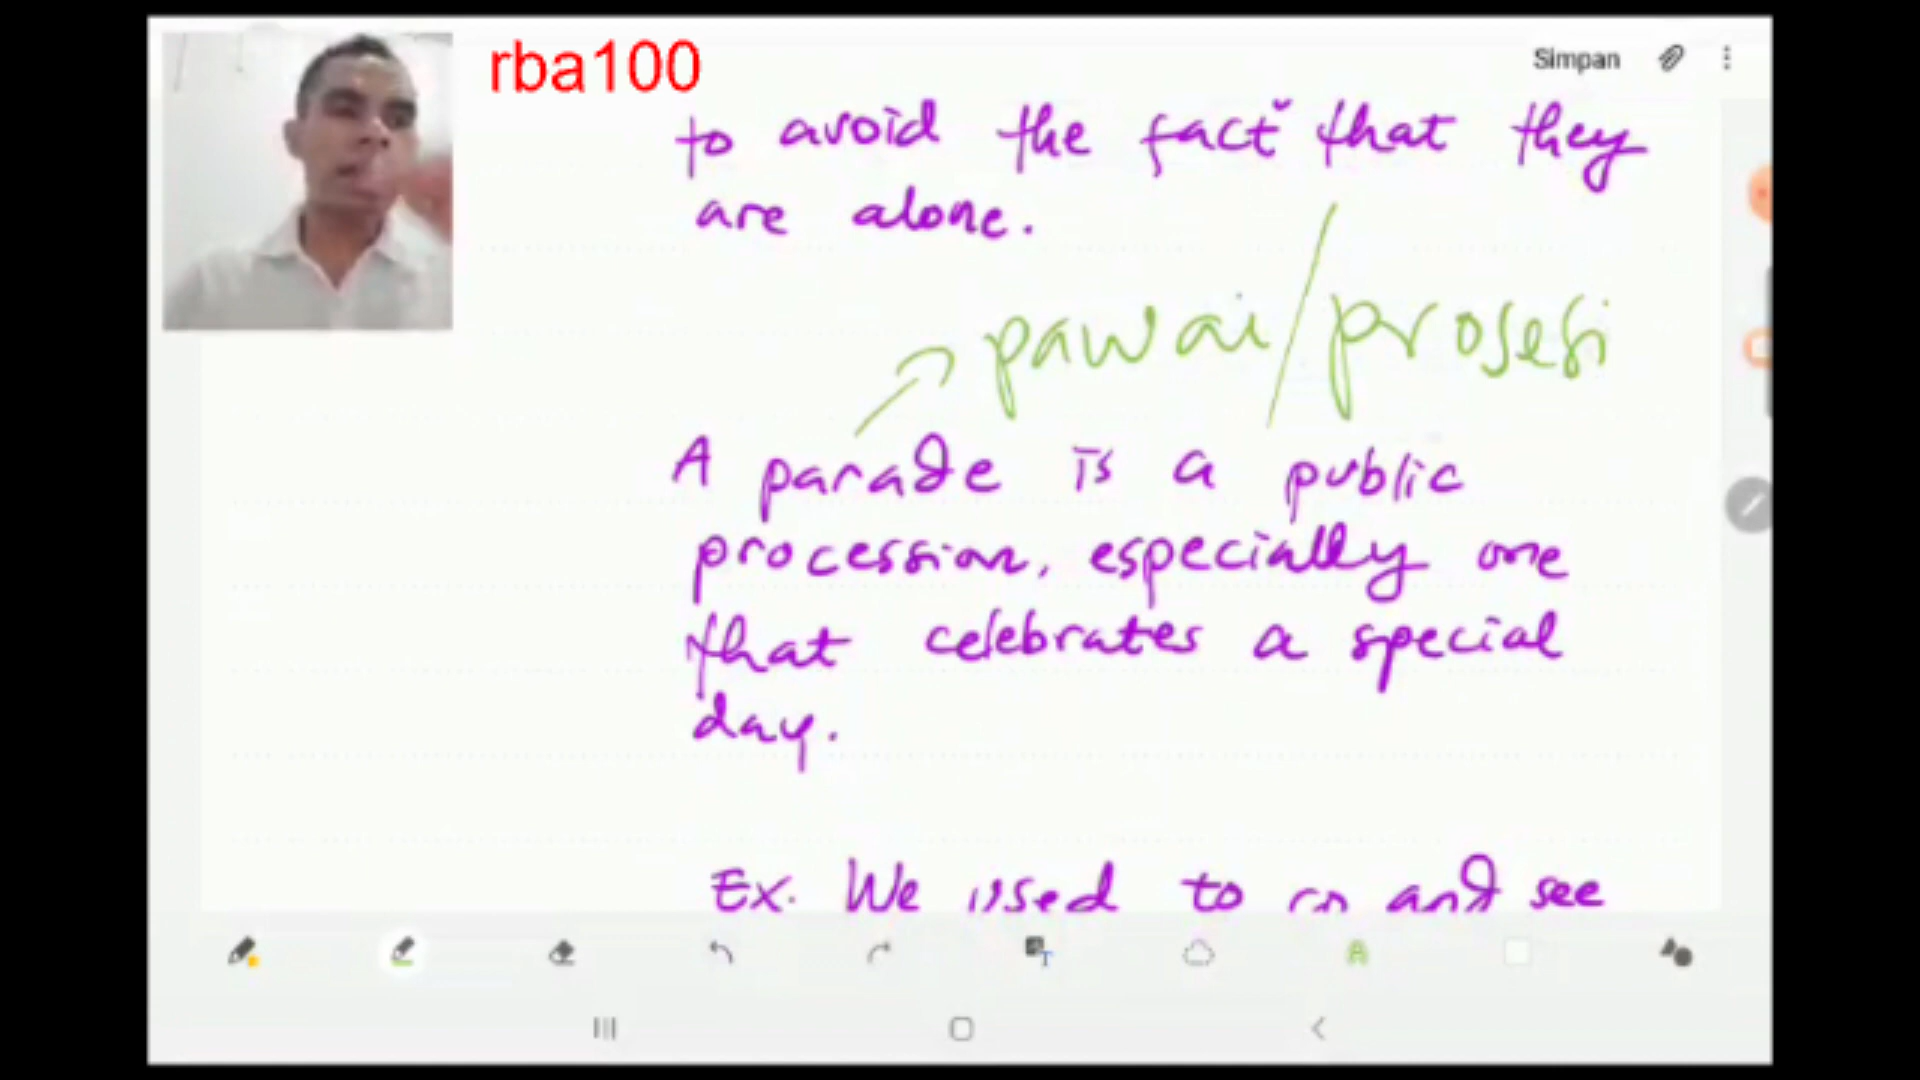 rba100
Simpan
to avoid the fact that they
are alone.
pawai/prosesi
A parade is a public
procession, especially one
that celebrates a special
day.
Ex. We used to go and see